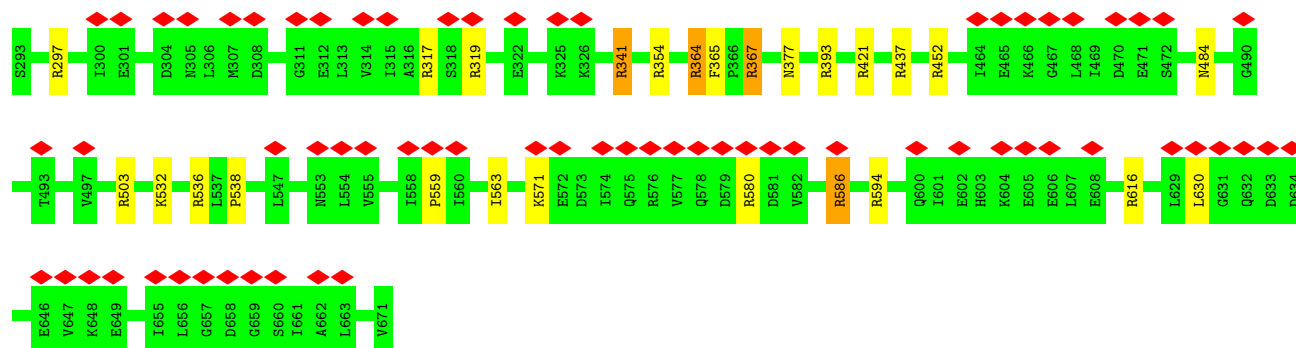 S293 R297 I300 E301 D304 N305 L306 M307 D308 G311 E312 L313 V314 I315 A316 R317 S318 R319 E322 K325 K326 R341 R354 R364 F365 P366 R367 N377 R393 R421 R437 R452 I464 E465 K466 G467 L468 I469 D470 E471 S472 N484 G490
T493 V497 R503 K532 R536 L537 P538 L547 N553 L554 V555 I558 P559 I560 I563 K571 E572 D573 I574 Q575 R576 V577 Q578 D579 R580 D581 V582 R586 R594 Q600 I601 E602 H603 K604 E605 E606 L607 E608 R616 L629 L630 G631 Q632 D633 D634
E646 V647 K648 E649 I655 L656 G657 D658 G659 S660 I661 A662 L663 V671